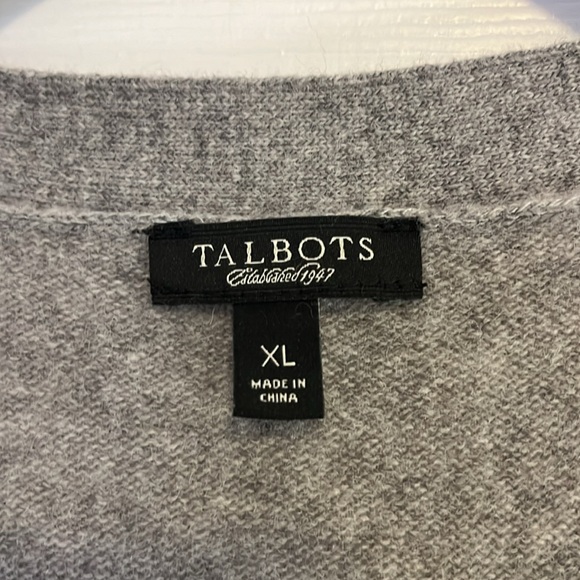 TALBOTS
Established 1947
XL
MADE IN
CHINA